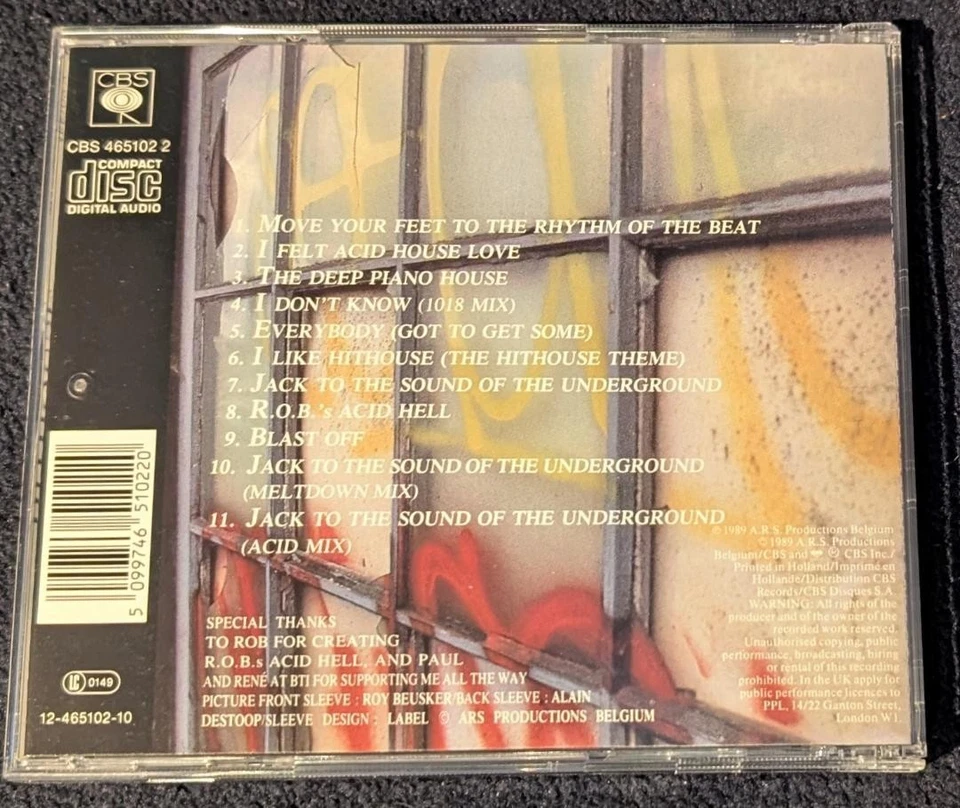 CBS
CBS 465102 2
COMPACT
disc
DIGITAL AUDIO
1. MOVE YOUR FEET TO THE RHYTHM OF THE BEAT
2. I FELT ACID HOUSE LOVE
3. THE DEEP PIANO HOUSE
4. I DON'T KNOW (1018 MIX)
5. EVERYBODY (GOT TO GET SOME)
6. I LIKE HITHOUSE (THE HITHOUSE THEME)
7. JACK TO THE SOUND OF THE UNDERGROUND
8. R.O.B.'s ACID HELL
9. BLAST OFF
10. JACK TO THE SOUND OF THE UNDERGROUND
(MELTDOWN MIX)
11. JACK TO THE SOUND OF THE UNDERGROUND
(ACID MIX)
5 099746 510220
LC 0149
12-465102-10
SPECIAL THANKS
TO ROB FOR CREATING
R.O.B.s ACID HELL, AND PAUL
AND RENÉ AT BTI FOR SUPPORTING ME ALL THE WAY
PICTURE FRONT SLEEVE : ROY BEUSKER/BACK SLEEVE : ALAIN
DESTOOP/SLEEVE DESIGN : LABEL © ARS PRODUCTIONS BELGIUM
℗ 1989 A.R.S. Productions Belgium
© 1989 A.R.S. Productions
Belgium/CBS and ❤ ℗ CBS Inc./
Printed in Holland/Imprimé en
Hollande/Distribution CBS
Records/CBS Disques S.A.
WARNING: All rights of the
producer and of the owner of the
recorded work reserved.
Unauthorised copying, public
performance, broadcasting, hiring
or rental of this recording
prohibited. In the UK apply for
public performance licences to
PPL, 14/22 Ganton Street,
London W1.